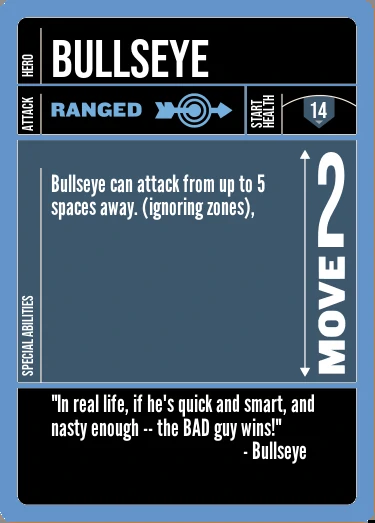 HERO
BULLSEYE
ATTACK
RANGED
START
HEALTH
14
SPECIAL ABILITIES
Bullseye can attack from up to 5
spaces away. (ignoring zones),
MOVE 2
"In real life, if he's quick and smart, and
nasty enough -- the BAD guy wins!"
- Bullseye